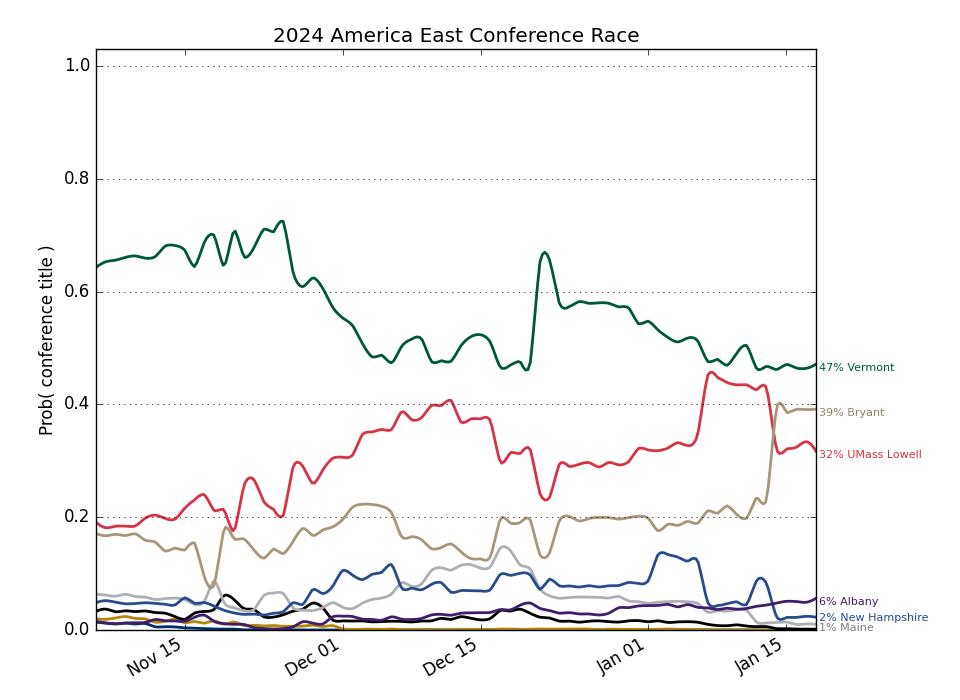 2024 America East Conference Race
Prob( conference title )
1.0
0.8
0.6
0.4
0.2
0.0
47% Vermont
39% Bryant
32% UMass Lowell
6% Albany
2% New Hampshire
1% Maine
Nov 15
Dec 01
Dec 15
Jan 01
Jan 15